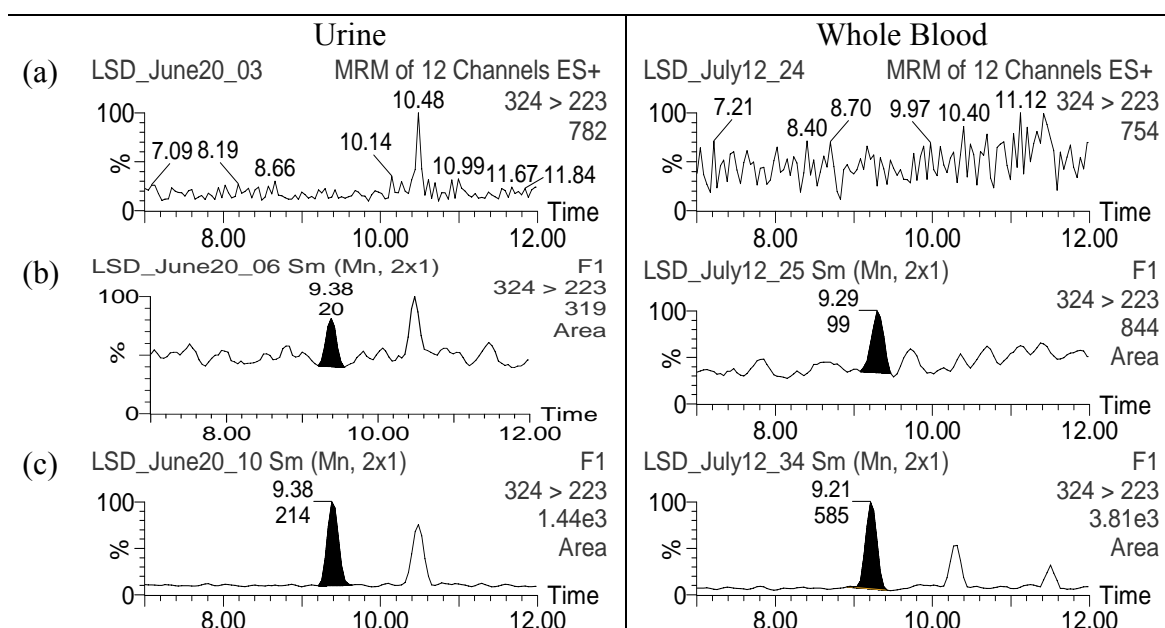 Urine
(a) LSD_June20_03 MRM of 12 Channels ES+
324 > 223
782
100
%
0
7.09
8.19
8.66
10.14
10.48
10.99
11.67
11.84
Time
8.00 10.00 12.00
(b) LSD_June20_06 Sm (Mn, 2x1) F1
324 > 223
319
Area
100
%
0
9.38
20
Time
8.00 10.00 12.00
(c) LSD_June20_10 Sm (Mn, 2x1) F1
324 > 223
1.44e3
Area
100
%
0
9.38
214
Time
8.00 10.00 12.00
Whole Blood
LSD_July12_24 MRM of 12 Channels ES+
324 > 223
754
100
%
0
7.21
8.40
8.70
9.97
10.40
11.12
Time
8.00 10.00 12.00
LSD_July12_25 Sm (Mn, 2x1) F1
324 > 223
844
Area
100
%
0
9.29
99
Time
8.00 10.00 12.00
LSD_July12_34 Sm (Mn, 2x1) F1
324 > 223
3.81e3
Area
100
%
0
9.21
585
Time
8.00 10.00 12.00